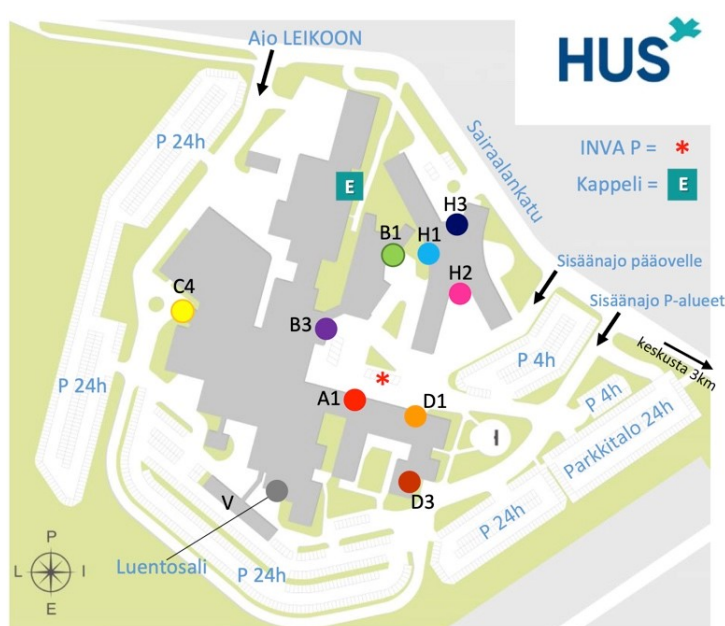 Ajo LEIKOON
HUS
P 24h
Sairaalankatu
INVA P = *
Kappeli = E
E
H3
B1
H1
H2
Sisäänajo pääovelle
C4
Sisäänajo P-alueet
B3
keskusta 3km
P 4h
P 24h
*
A1
D1
P 4h
Parkkitalo 24h
D3
V
P 24h
Luentosali
P 24h
P
L
I
E